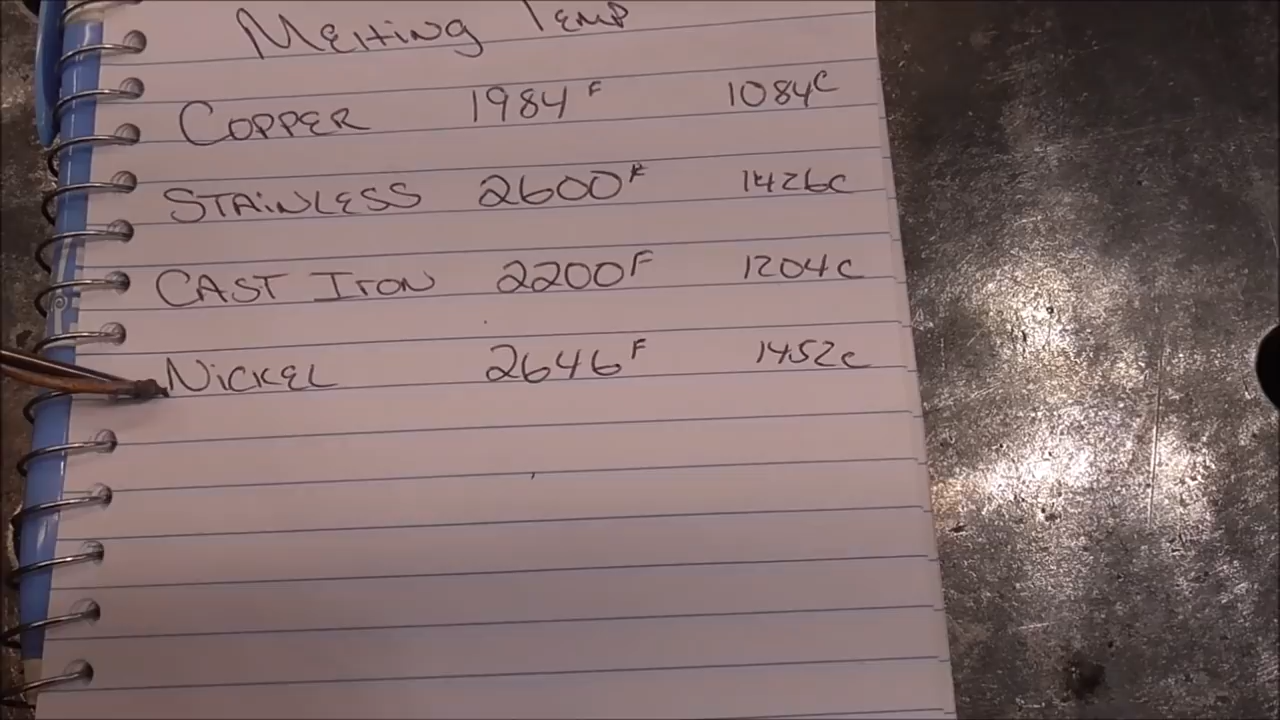 Melting Temp
Copper 1984F 1084C
Stainless 2600F 1426C
Cast Iron 2200F 1204C
Nickel 2646F 1452C